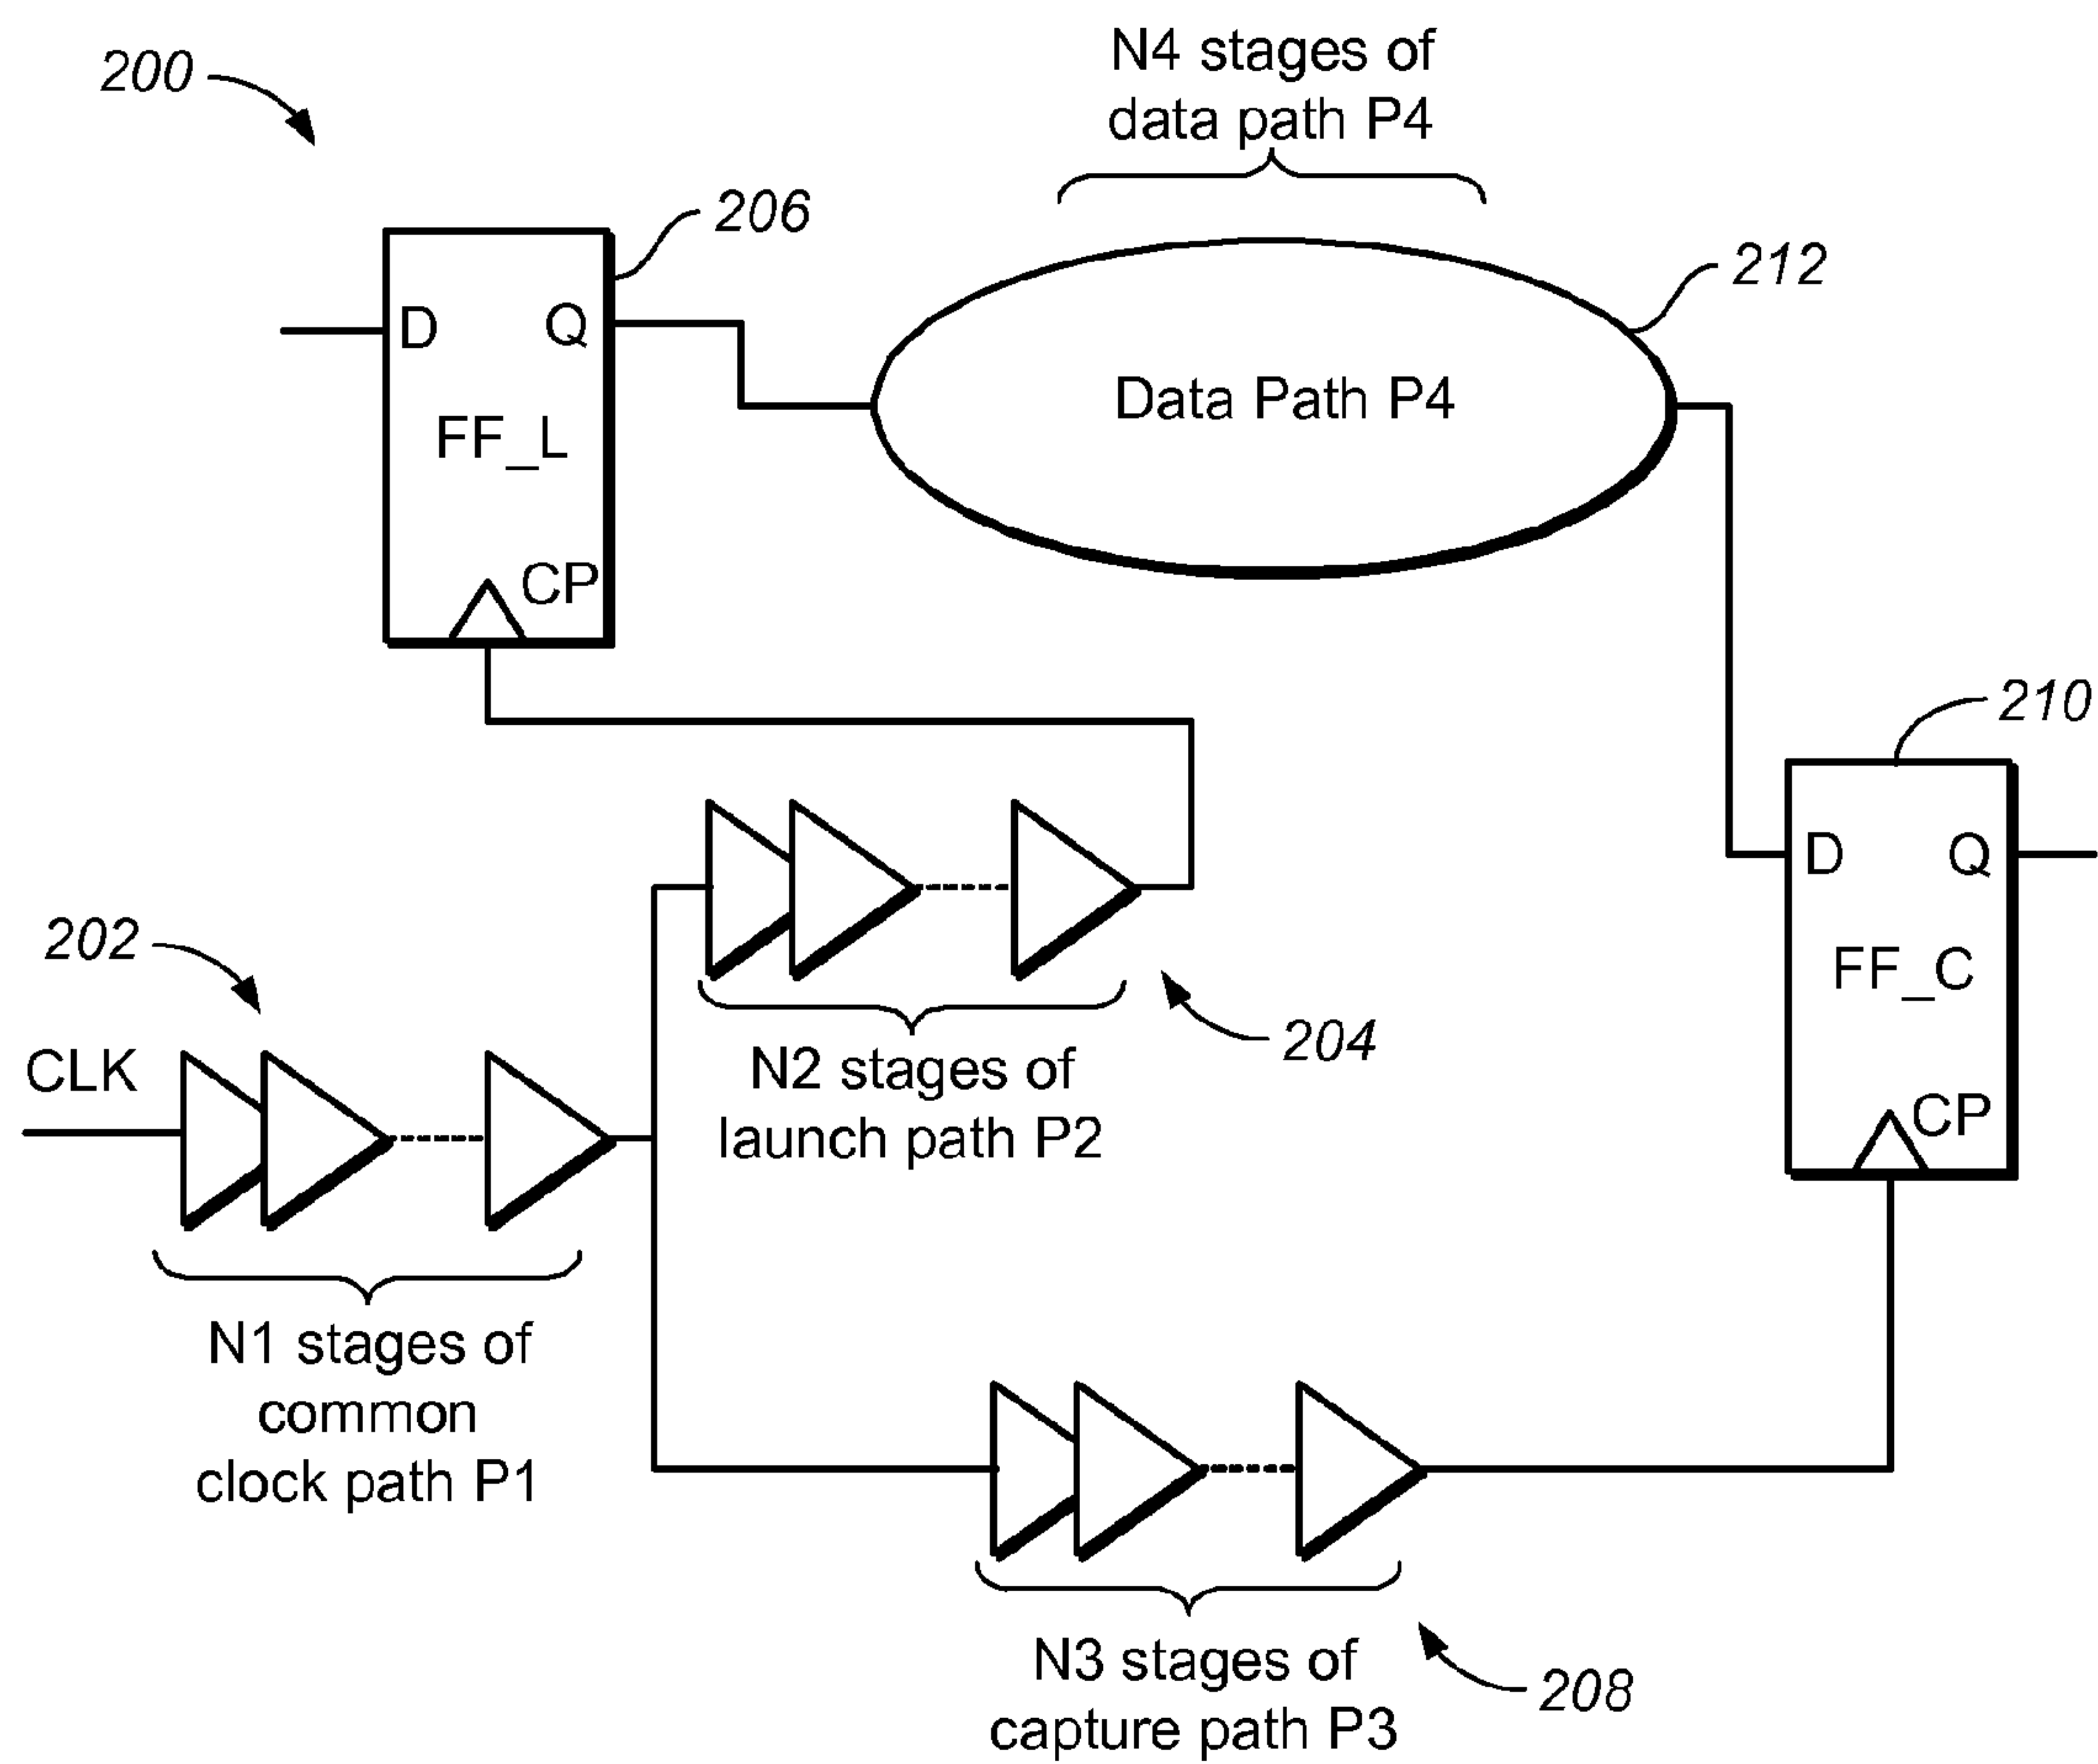 200
N4 stages of
data path P4
206
212
D
Q
FF_L
CP
Data Path P4
210
D
Q
FF_C
CP
202
CLK
204
N2 stages of
launch path P2
N1 stages of
common
clock path P1
N3 stages of
capture path P3
208